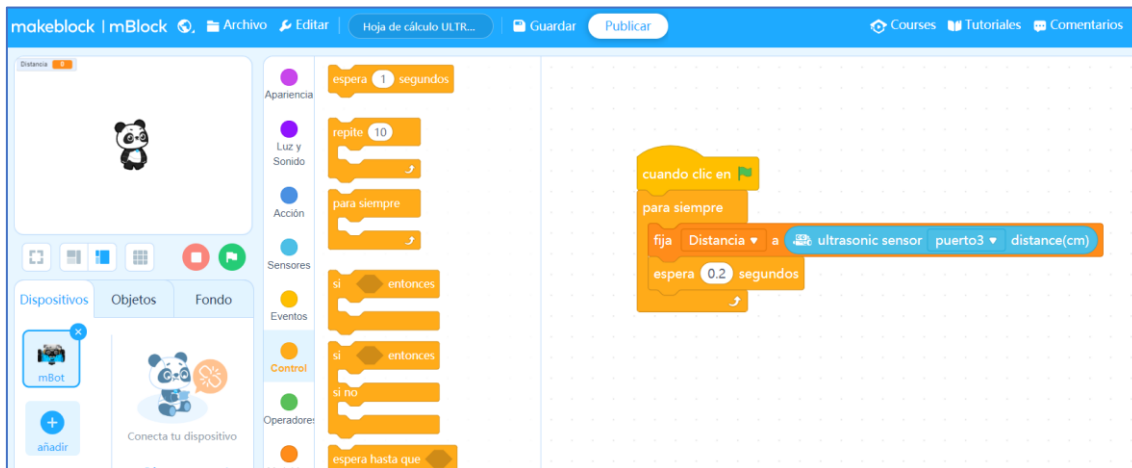 makeblock | mBlock Archivo Editar Hoja de cálculo ULTR... Guardar Publicar Courses Tutoriales Comentarios
Distancia 0
Apariencia
Luz y
Sonido
Acción
Sensores
Eventos
Control
Operadores
espera 1 segundos
repite 10
para siempre
si entonces
si entonces
si no
espera hasta que
cuando clic en
para siempre
fija Distancia a ultrasonic sensor puerto3 distance(cm)
espera 0.2 segundos
Dispositivos Objetos Fondo
mBot
añadir
Conecta tu dispositivo